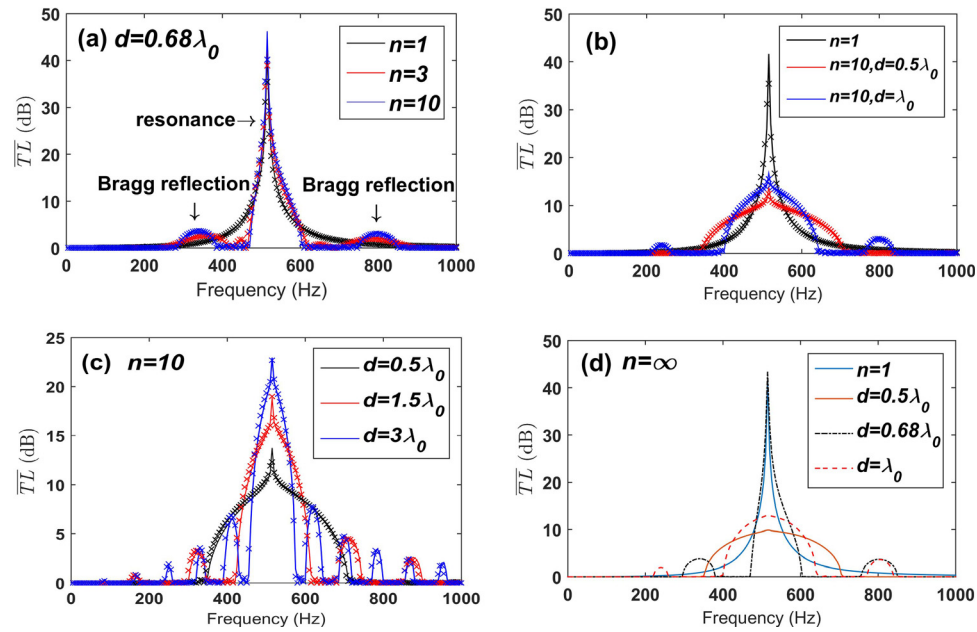 (a) d=0.68λ0
n=1
n=3
n=10
resonance→
Bragg reflection
Bragg reflection
TL (dB)
50
40
30
20
10
0
0 200 400 600 800 1000
Frequency (Hz)
(b)
n=1
n=10,d=0.5λ0
n=10,d=λ0
TL (dB)
50
40
30
20
10
0
0 200 400 600 800 1000
Frequency (Hz)
(c) n=10
d=0.5λ0
d=1.5λ0
d=3λ0
TL (dB)
25
20
15
10
5
0
0 200 400 600 800 1000
Frequency (Hz)
(d) n=∞
n=1
d=0.5λ0
d=0.68λ0
d=λ0
TL (dB)
50
40
30
20
10
0
0 200 400 600 800 1000
Frequency (Hz)